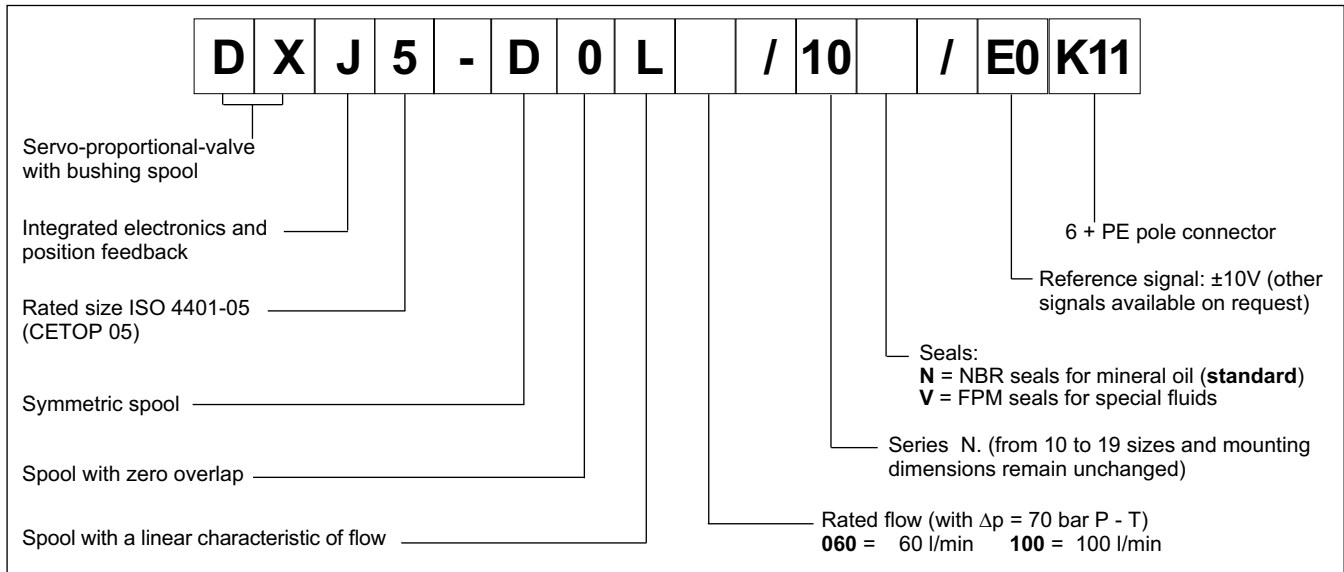 D X J 5 - D 0 L / 10 / E0 K11
Servo-proportional-valve
with bushing spool
Integrated electronics and
position feedback
Rated size ISO 4401-05
(CETOP 05)
Symmetric spool
Spool with zero overlap
Spool with a linear characteristic of flow
6 + PE pole connector
Reference signal: ±10V (other
signals available on request)
Seals:
N = NBR seals for mineral oil (standard)
V = FPM seals for special fluids
Series N. (from 10 to 19 sizes and mounting
dimensions remain unchanged)
Rated flow (with Δp = 70 bar P - T)
060 = 60 l/min 100 = 100 l/min